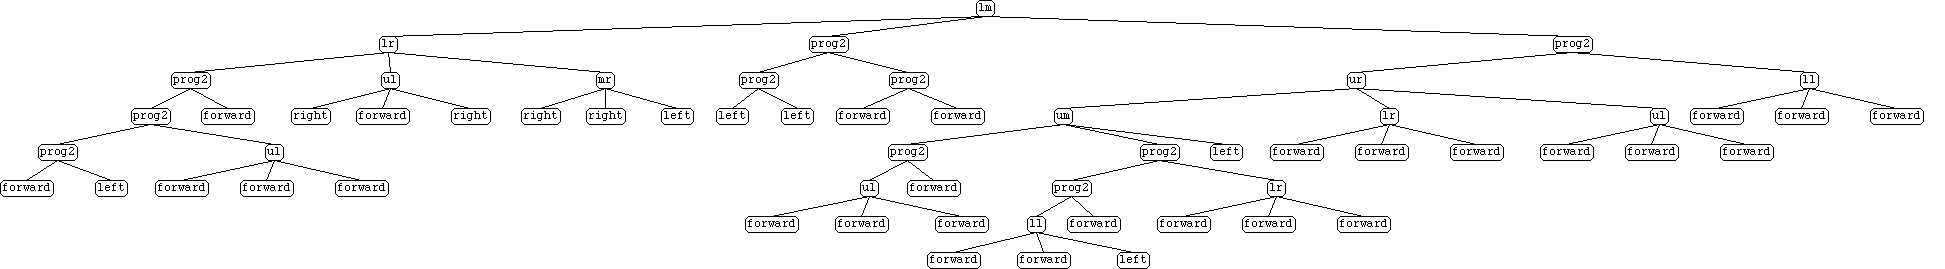 lm
lr prog2 prog2
prog2 ul mr prog2 prog2 ur ll
prog2 forward right forward right right right left left left forward forward um lr ul forward forward forward
prog2 ul prog2 prog2 left forward forward forward forward forward forward
forward left forward forward forward ul forward prog2 lr
forward forward forward ll forward forward forward forward
forward forward left